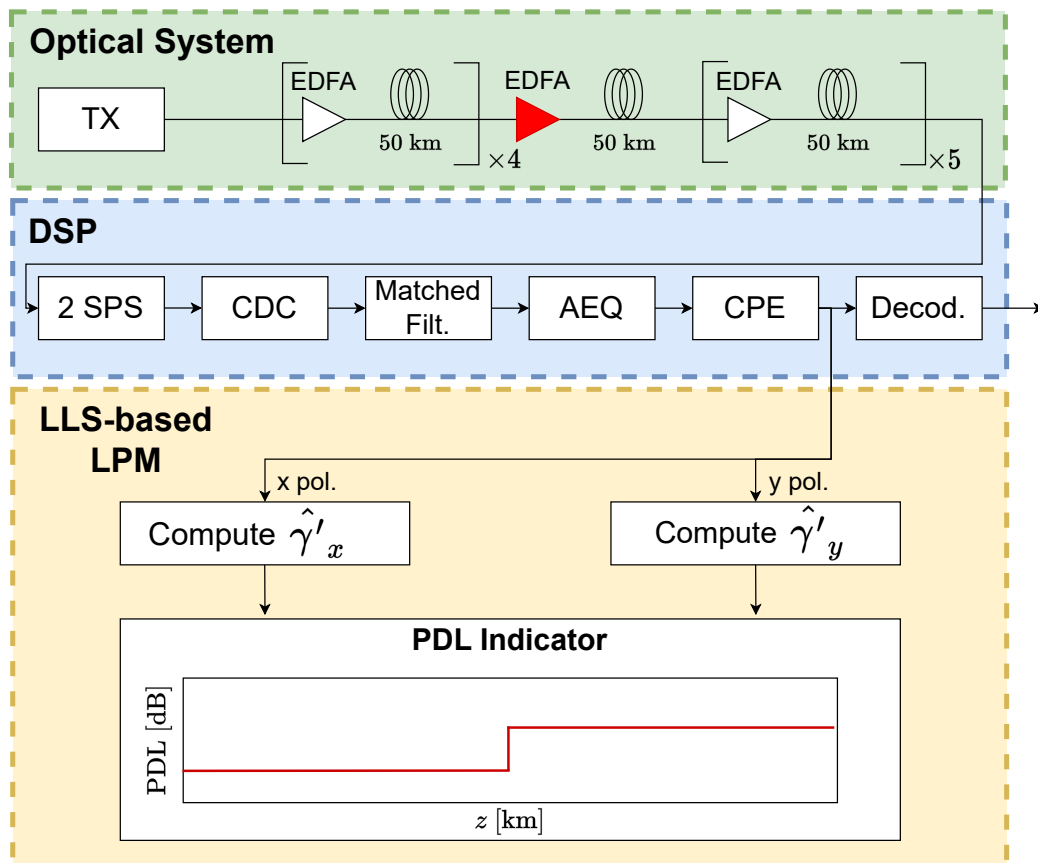 Optical System
TX
EDFA
50 km
×4
EDFA
50 km
EDFA
50 km
×5
DSP
2 SPS
CDC
Matched
Filt.
AEQ
CPE
Decod.
LLS-based
LPM
x pol.
y pol.
Compute γ̂′ₓ
Compute γ̂′y
PDL Indicator
PDL [dB]
z [km]